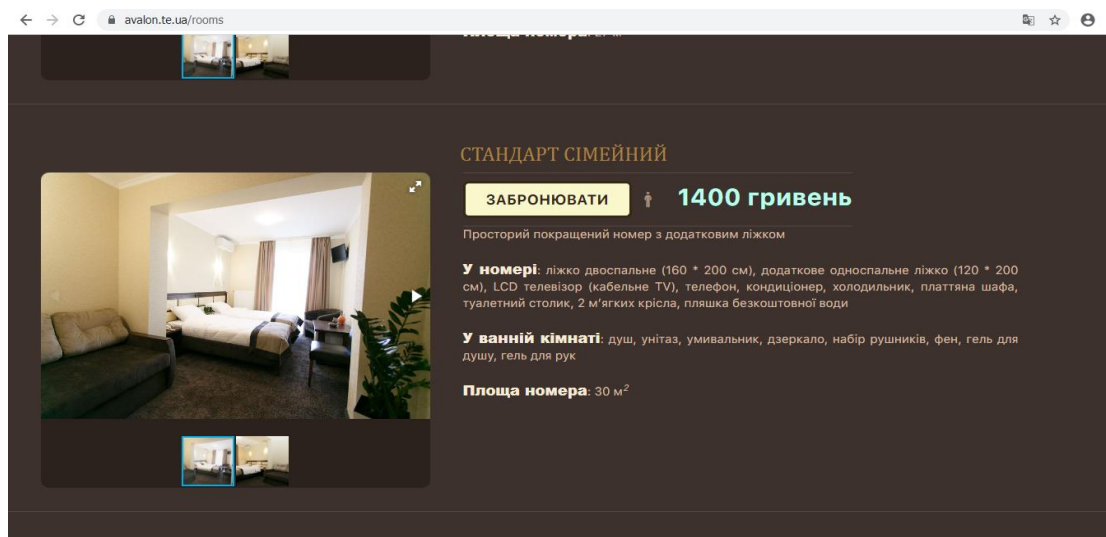 avalon.te.ua/rooms
СТАНДАРТ СІМЕЙНИЙ
ЗАБРОНЮВАТИ
1400 гривень
Просторий покращений номер з додатковим ліжком
У номері: ліжко двоспальне (160 * 200 см), додаткове односпальне ліжко (120 * 200
см), LCD телевізор (кабельне TV), телефон, кондиціонер, холодильник, платтяна шафа,
туалетний столик, 2 м’ягких крісла, пляшка безкоштовної води
У ванній кімнаті: душ, унітаз, умивальник, дзеркало, набір рушників, фен, гель для
душу, гель для рук
Площа номера: 30 м²